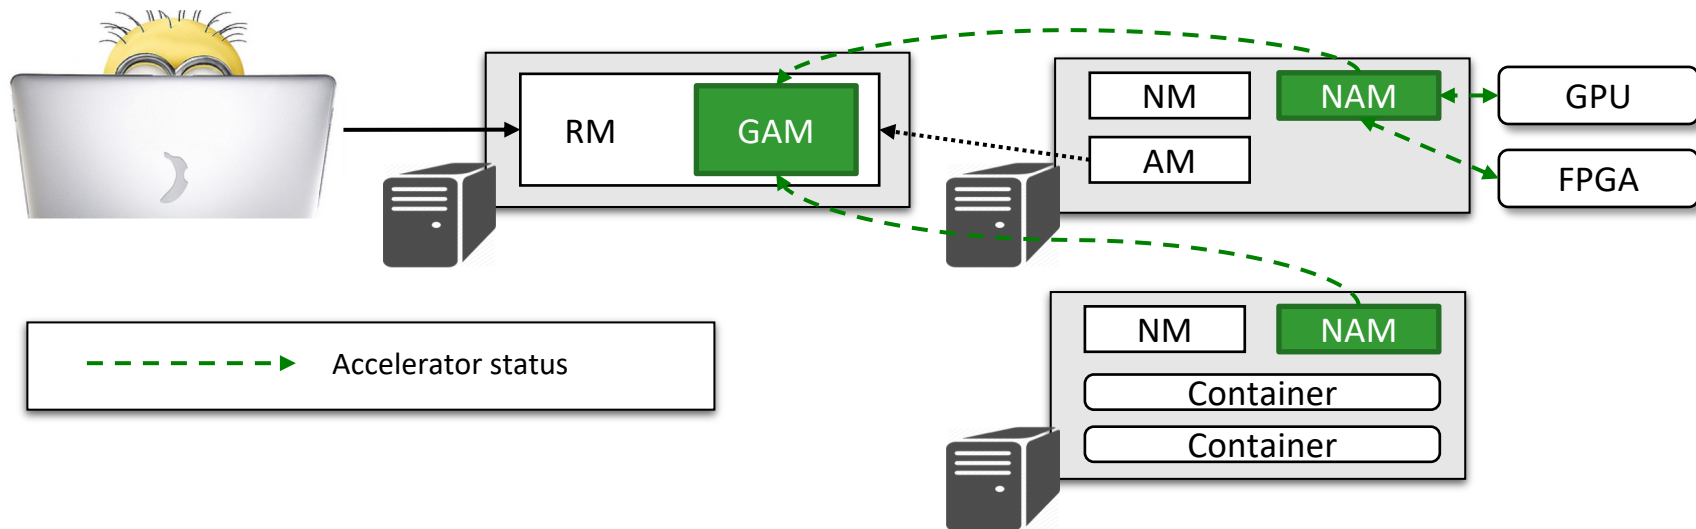 RM
GAM
NM
NAM
AM
GPU
FPGA
Accelerator status
NM
NAM
Container
Container